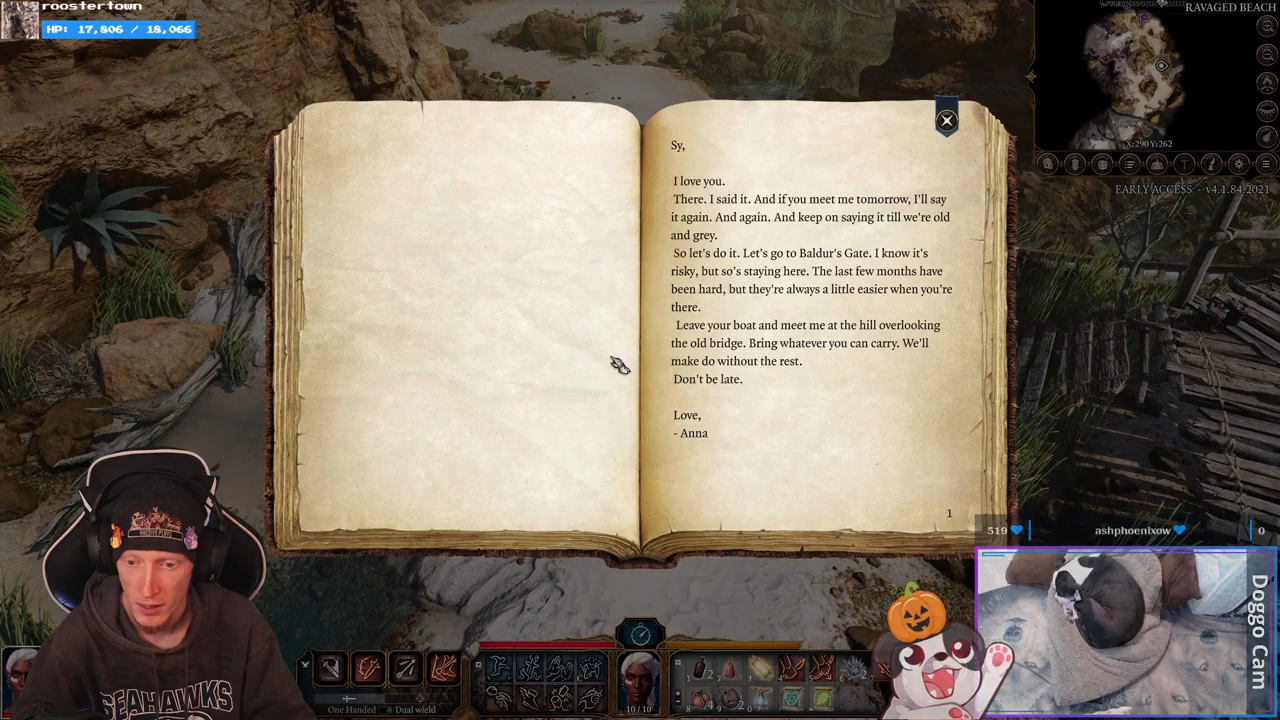 roostertown
HP: 17,806 / 18,066
RAVAGED BEACH
X:290 Y:262
EARLY ACCESS - v4.1.84.2021
Sy,
I love you.
There. I said it. And if you meet me tomorrow, I'll say
it again. And again. And keep on saying it till we're old
and grey.
So let's do it. Let's go to Baldur's Gate. I know it's
risky, but so's staying here. The last few months have
been hard, but they're always a little easier when you're
there.
Leave your boat and meet me at the hill overlooking
the old bridge. Bring whatever you can carry. We'll
make do without the rest.
Don't be late.
Love,
- Anna
1
519
ashphoenixow
0
Doggo Cam
SEAHAWKS
One Handed
Dual wield
10/10